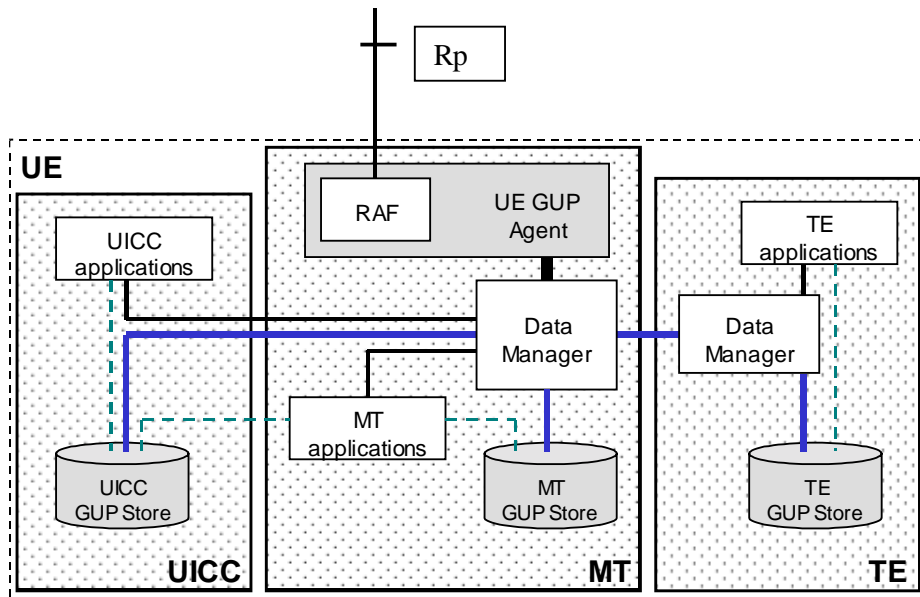 Rp
UE
RAF
UE GUP
Agent
UICC
applications
TE
applications
Data
Manager
Data
Manager
MT
applications
UICC
GUP Store
MT
GUP Store
TE
GUP Store
UICC
MT
TE